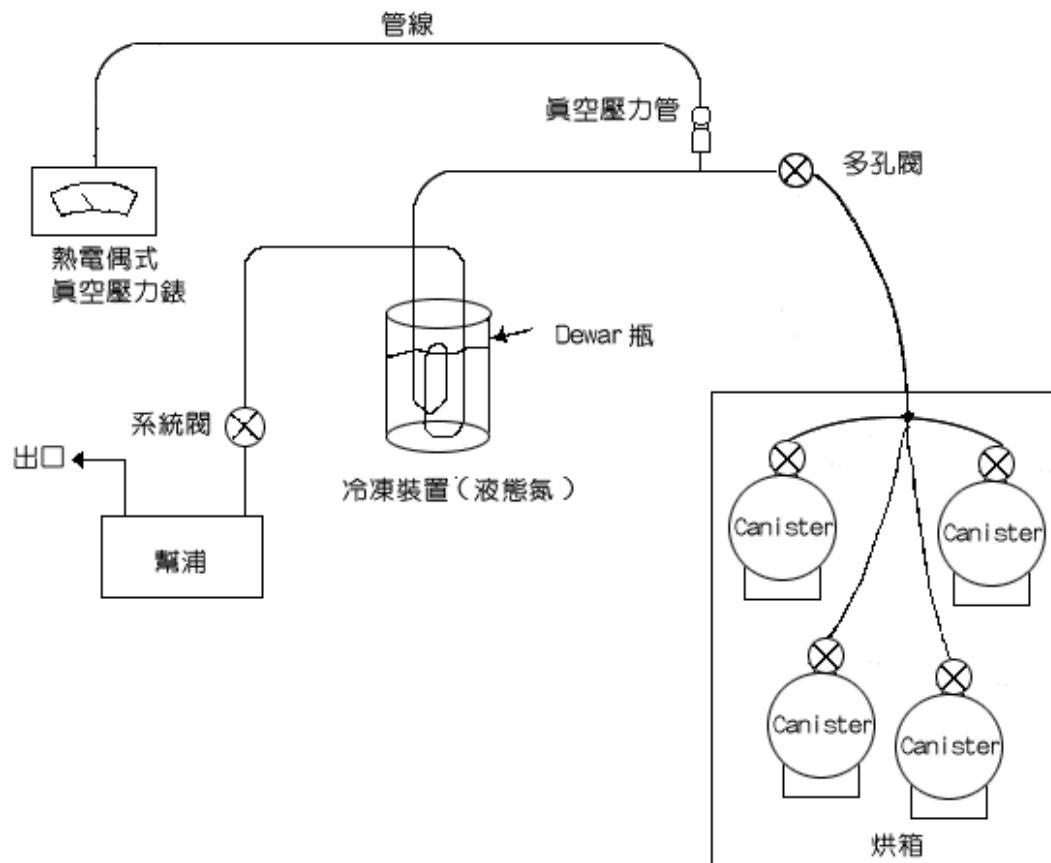 管線
眞空壓力管
多孔閥
熱電偶式
眞空壓力錶
Dewar 瓶
系統閥
出口
冷凍裝置（液態氮）
幫浦
Canister
Canister
Canister
Canister
烘箱